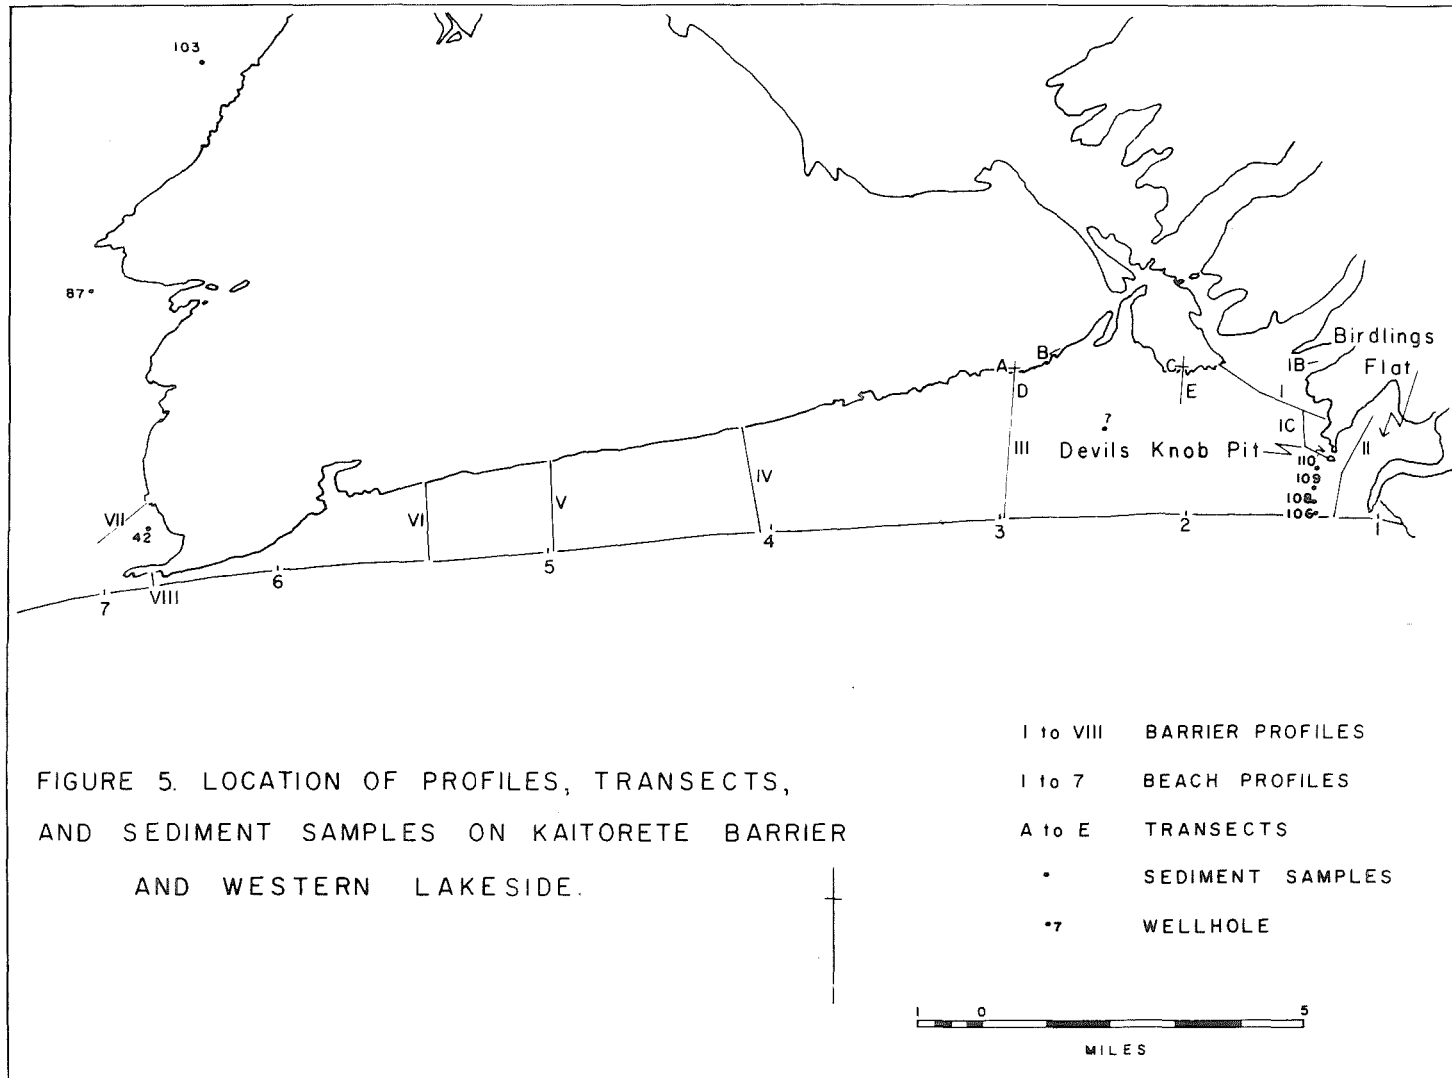 103
87
Birdlings
Flat
IB
A
B
C
D
E
I
IC
7
III
Devils Knob Pit
II
110
109
108
106
IV
V
VI
VII
42
VIII
7
6
5
4
3
2
1
FIGURE 5. LOCATION OF PROFILES, TRANSECTS,
AND SEDIMENT SAMPLES ON KAITORETE BARRIER
AND WESTERN LAKESIDE.
I to VIII BARRIER PROFILES
1 to 7 BEACH PROFILES
A to E TRANSECTS
SEDIMENT SAMPLES
7 WELLHOLE
1 0 5
MILES